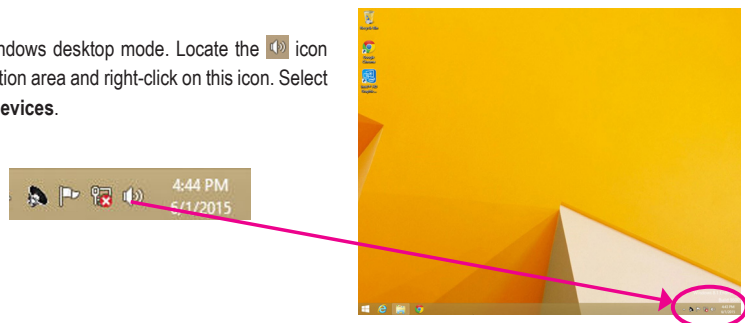 ndows desktop mode. Locate the icon
tion area and right-click on this icon. Select
evices.
4:44 PM
6/1/2015